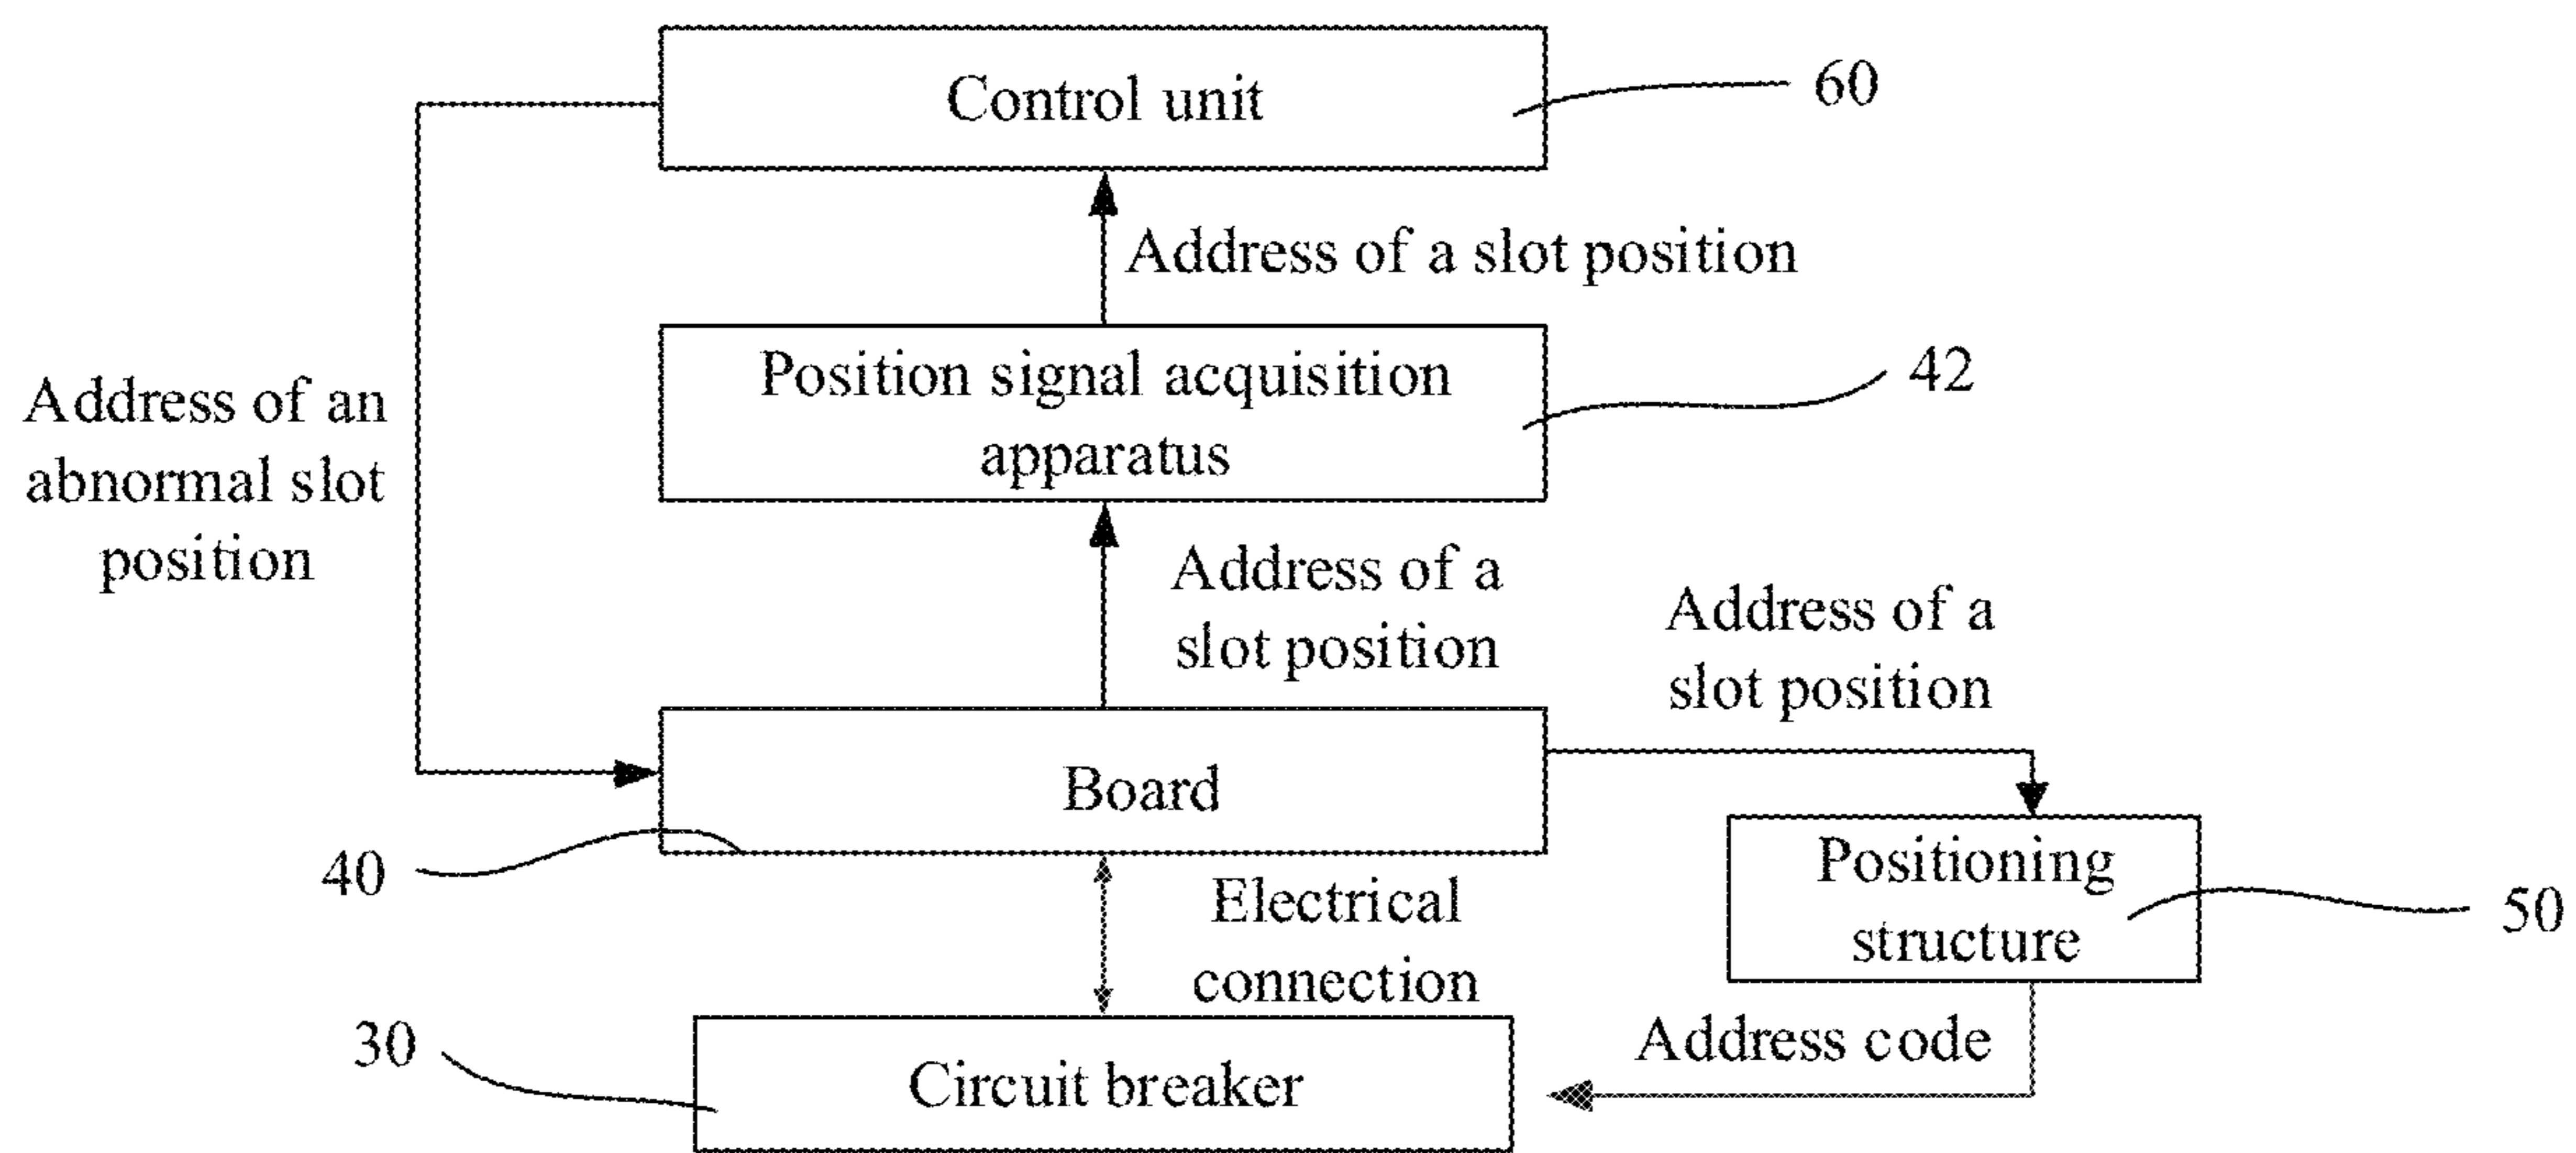 Control unit
60
Address of a slot position
Position signal acquisition
apparatus
42
Address of an
abnormal slot
position
Address of a
slot position
Address of a
slot position
Board
40
Electrical
connection
Positioning
structure
50
30
Circuit breaker
Address code